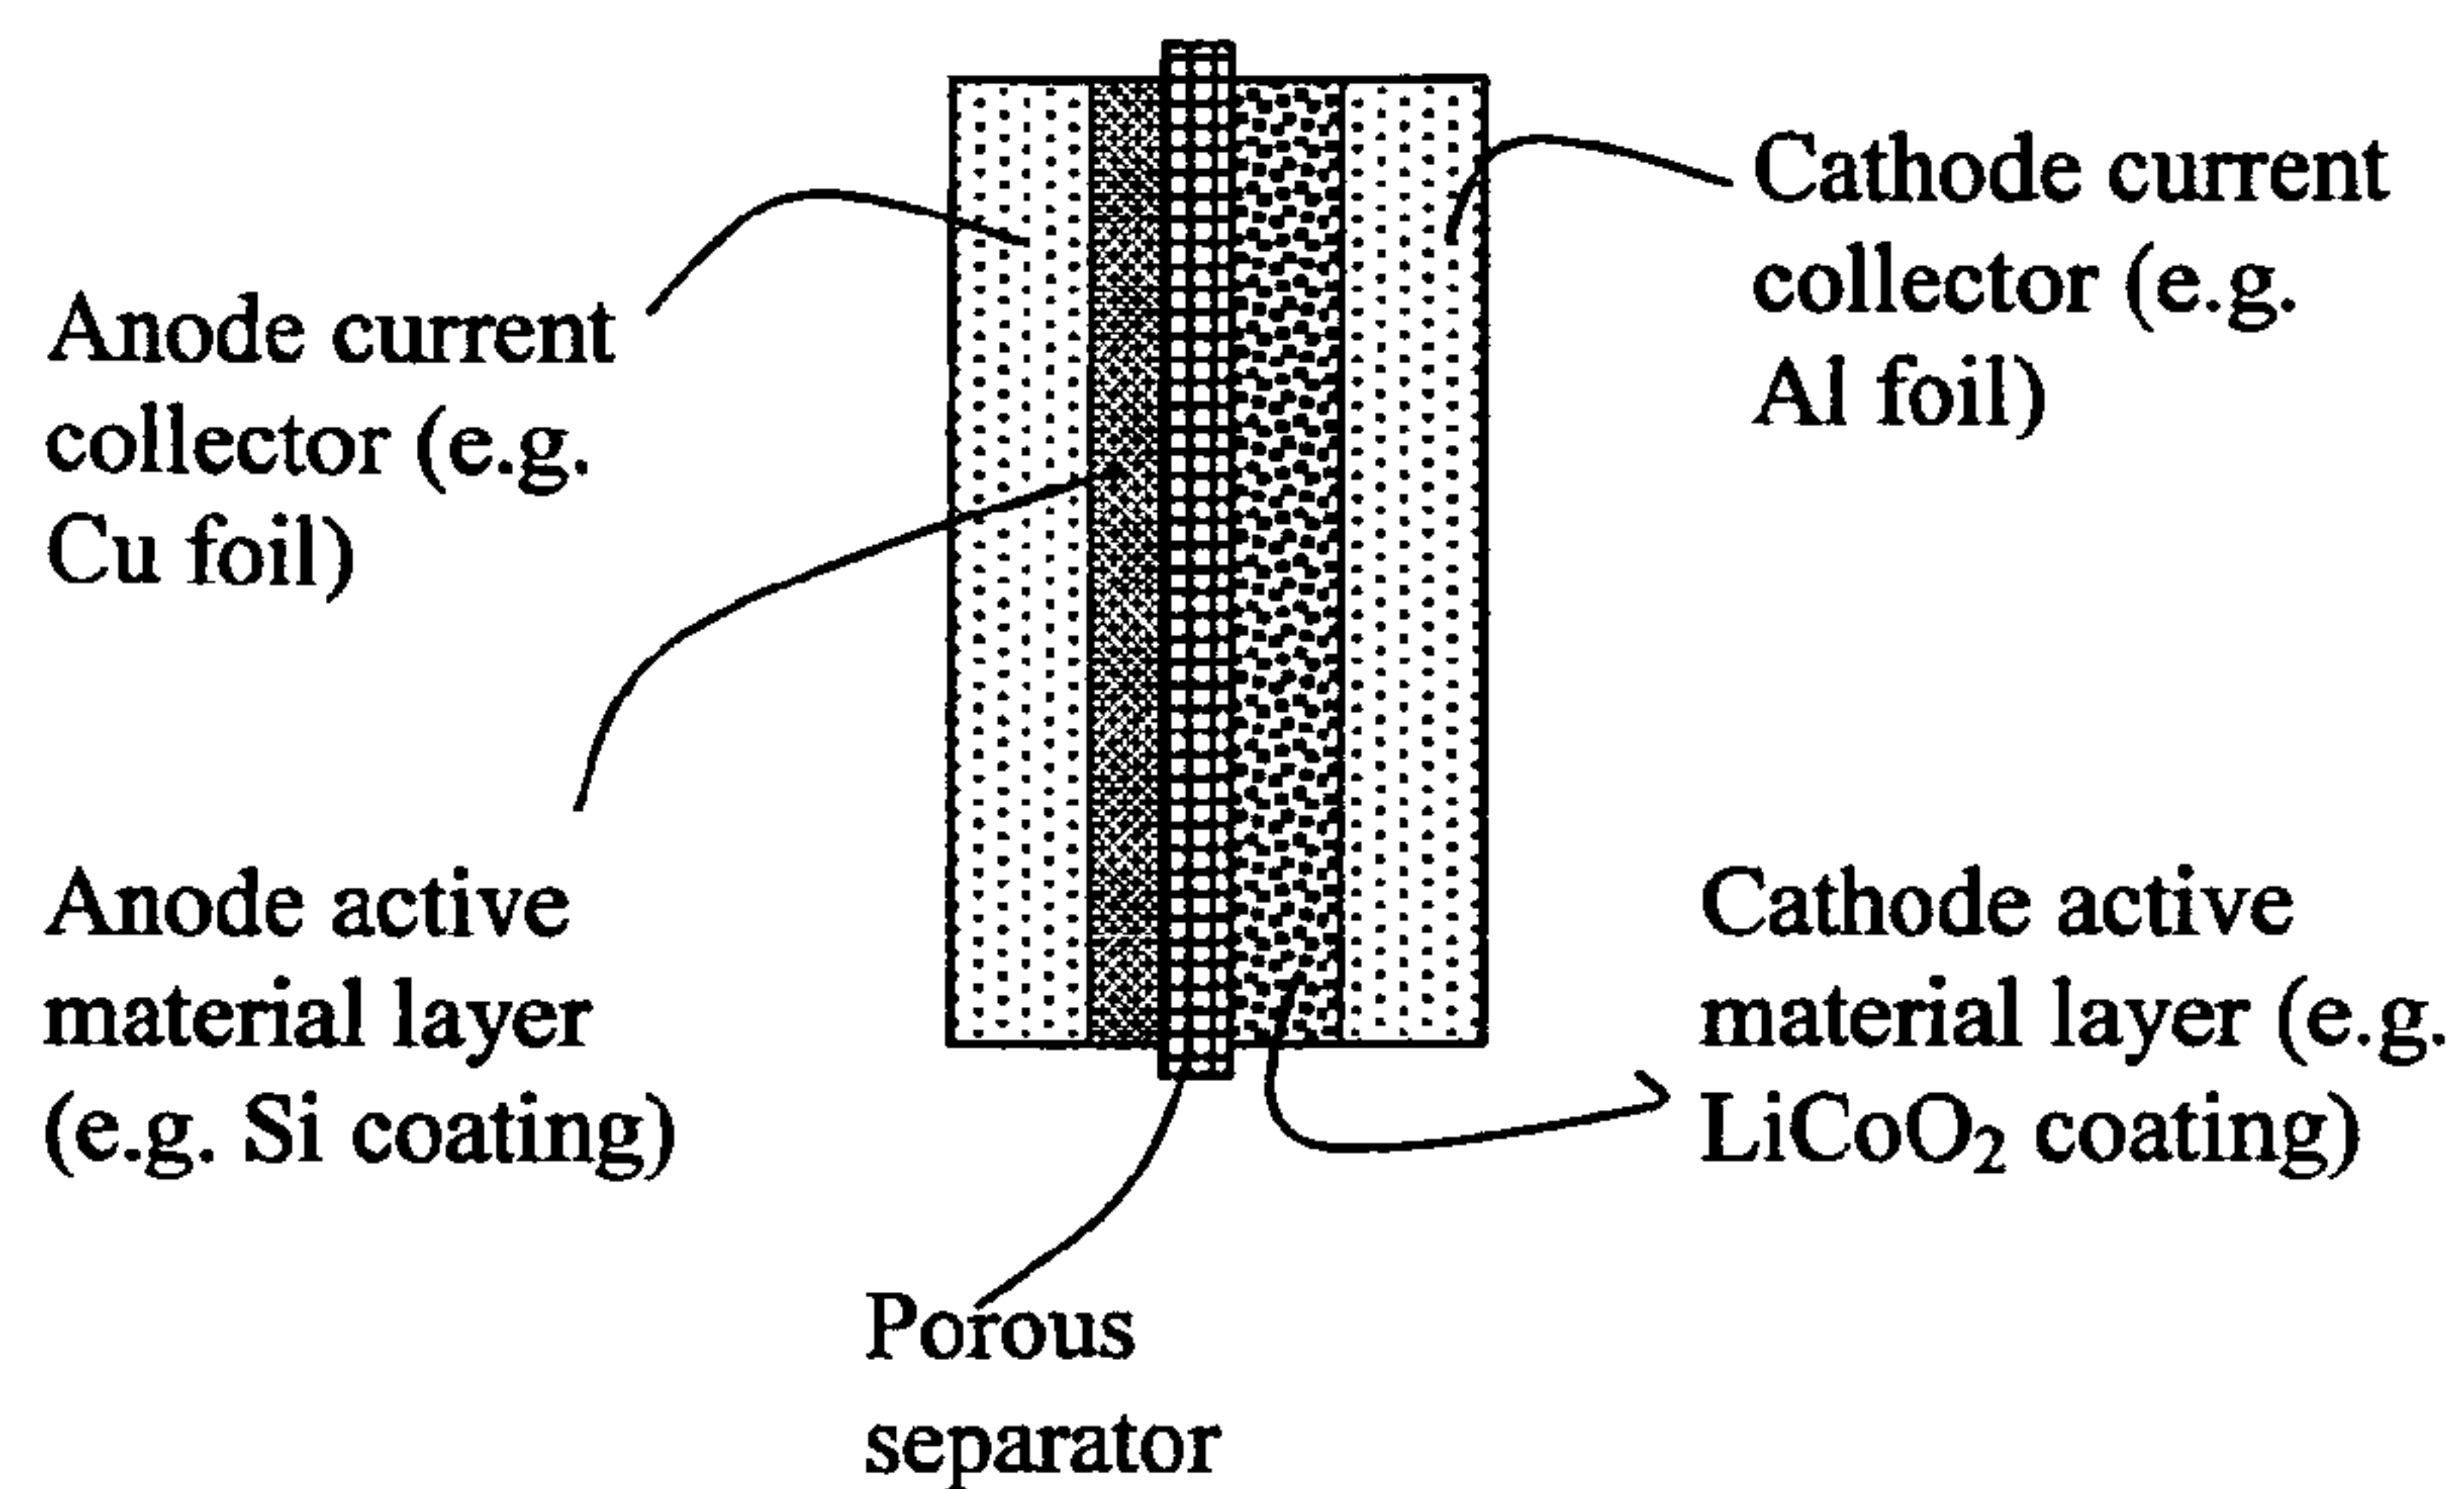 Anode current
collector (e.g.
Cu foil)
Anode active
material layer
(e.g. Si coating)
Porous
separator
Cathode current
collector (e.g.
Al foil)
Cathode active
material layer (e.g.
LiCoO₂ coating)